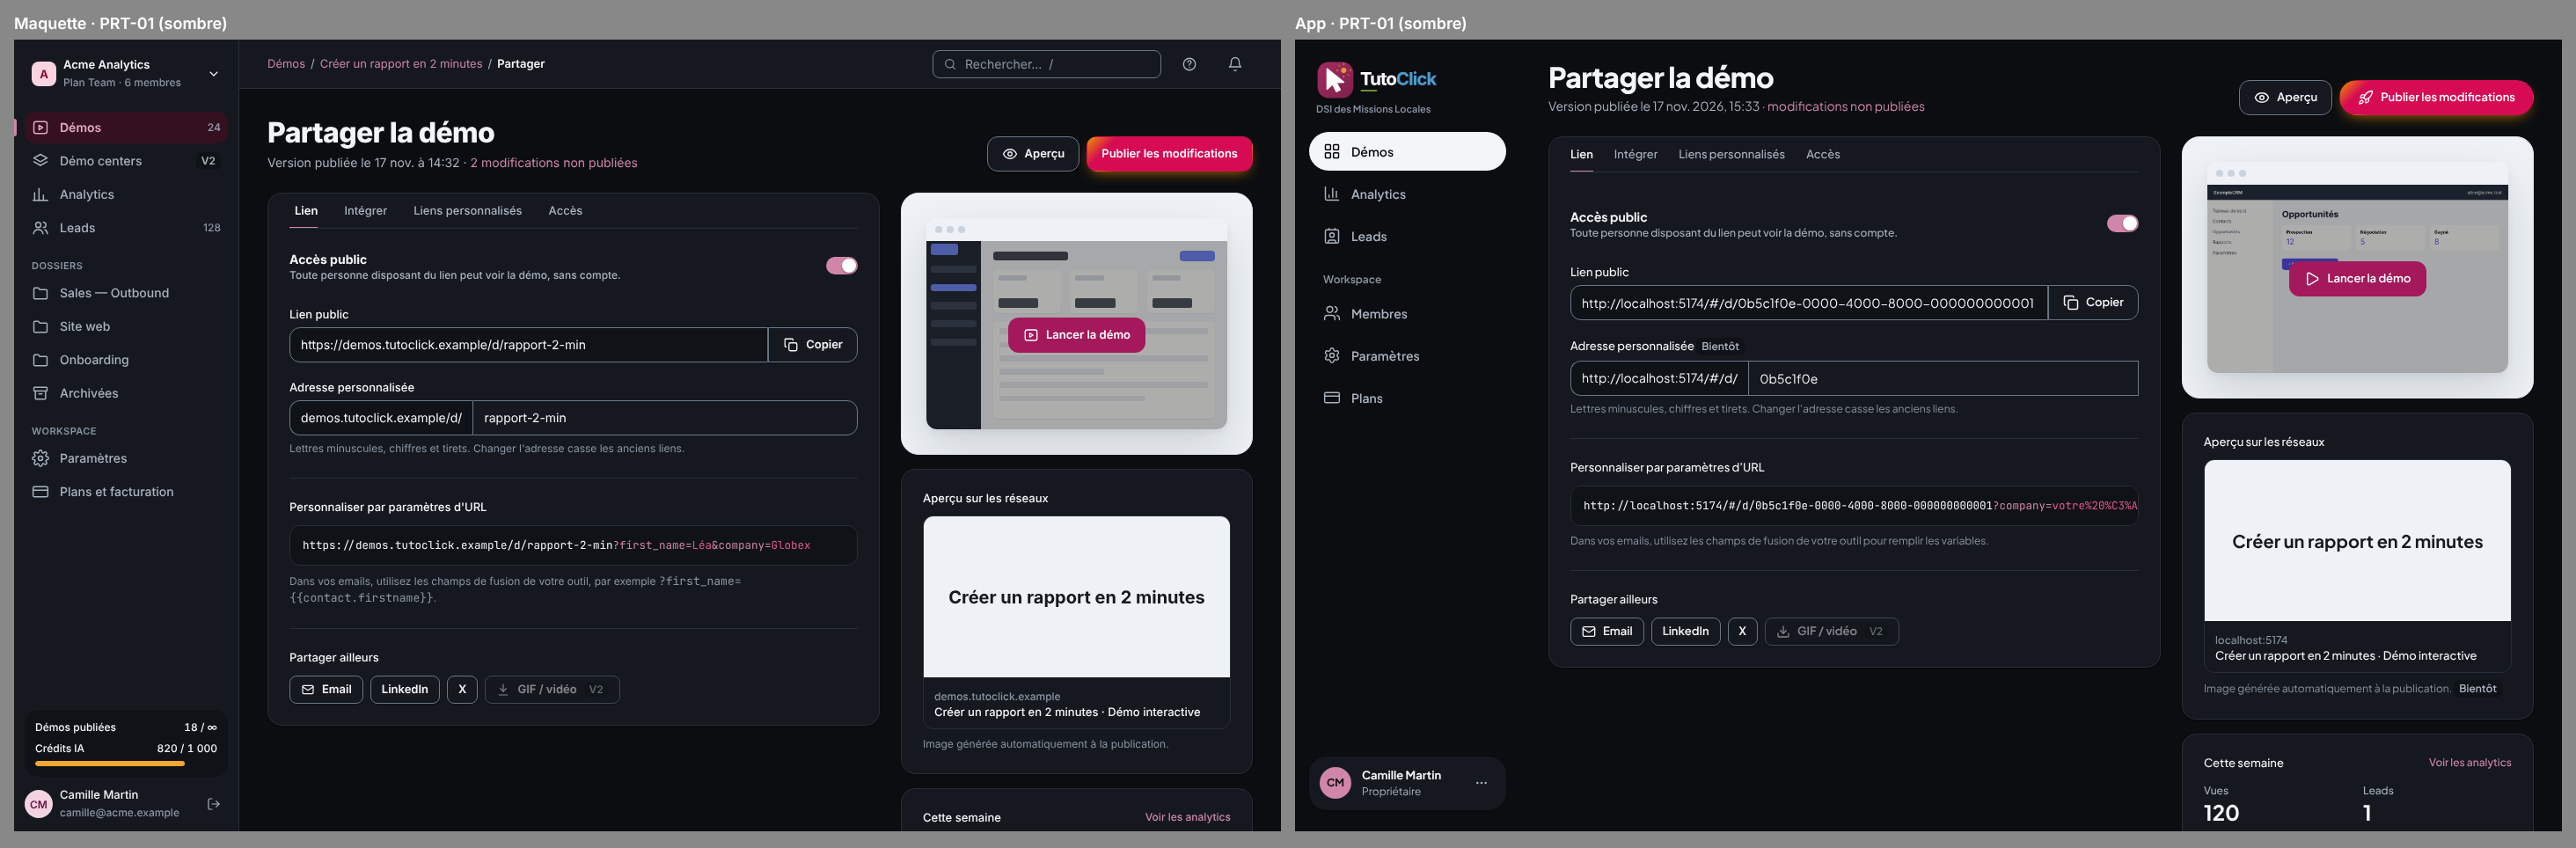 Maquette · PRT-01 (sombre)
A
Acme Analytics
Plan Team · 6 membres
Démos
24
Démo centers
V2
Analytics
Leads
128
DOSSIERS
Sales — Outbound
Site web
Onboarding
Archivées
WORKSPACE
Paramètres
Plans et facturation
Démos publiées
18 / ∞
Crédits IA
820 / 1 000
CM
Camille Martin
camille@acme.example
Démos / Créer un rapport en 2 minutes / Partager
Rechercher... /
Partager la démo
Version publiée le 17 nov. à 14:32 · 2 modifications non publiées
Aperçu
Publier les modifications
Lien
Intégrer
Liens personnalisés
Accès
Accès public
Toute personne disposant du lien peut voir la démo, sans compte.
Lien public
https://demos.tutoclick.example/d/rapport-2-min
Copier
Adresse personnalisée
demos.tutoclick.example/d/
rapport-2-min
Lettres minuscules, chiffres et tirets. Changer l'adresse casse les anciens liens.
Personnaliser par paramètres d'URL
https://demos.tutoclick.example/d/rapport-2-min?first_name=Léa&company=Globex
Dans vos emails, utilisez les champs de fusion de votre outil, par exemple ?first_name=
{{contact.firstname}}.
Partager ailleurs
Email
LinkedIn
X
GIF / vidéo
V2
Lancer la démo
Aperçu sur les réseaux
Créer un rapport en 2 minutes
demos.tutoclick.example
Créer un rapport en 2 minutes · Démo interactive
Image générée automatiquement à la publication.
Cette semaine
Voir les analytics
App · PRT-01 (sombre)
TutoClick
DSI des Missions Locales
Démos
Analytics
Leads
Workspace
Membres
Paramètres
Plans
CM
Camille Martin
Propriétaire
Partager la démo
Version publiée le 17 nov. 2026, 15:33 · modifications non publiées
Aperçu
Publier les modifications
Lien
Intégrer
Liens personnalisés
Accès
Accès public
Toute personne disposant du lien peut voir la démo, sans compte.
Lien public
http://localhost:5174/#/d/0b5c1f0e-0000-4000-8000-000000000001
Copier
Adresse personnalisée
Bientôt
http://localhost:5174/#/d/
0b5c1f0e
Lettres minuscules, chiffres et tirets. Changer l'adresse casse les anciens liens.
Personnaliser par paramètres d'URL
http://localhost:5174/#/d/0b5c1f0e-0000-4000-8000-000000000001?company=votre%20%C3%A
Dans vos emails, utilisez les champs de fusion de votre outil pour remplir les variables.
Partager ailleurs
Email
LinkedIn
X
GIF / vidéo
V2
Opportunités
12
5
8
Lancer la démo
Aperçu sur les réseaux
Créer un rapport en 2 minutes
localhost:5174
Créer un rapport en 2 minutes · Démo interactive
Image générée automatiquement à la publication.
Bientôt
Cette semaine
Voir les analytics
Vues
Leads
120
1